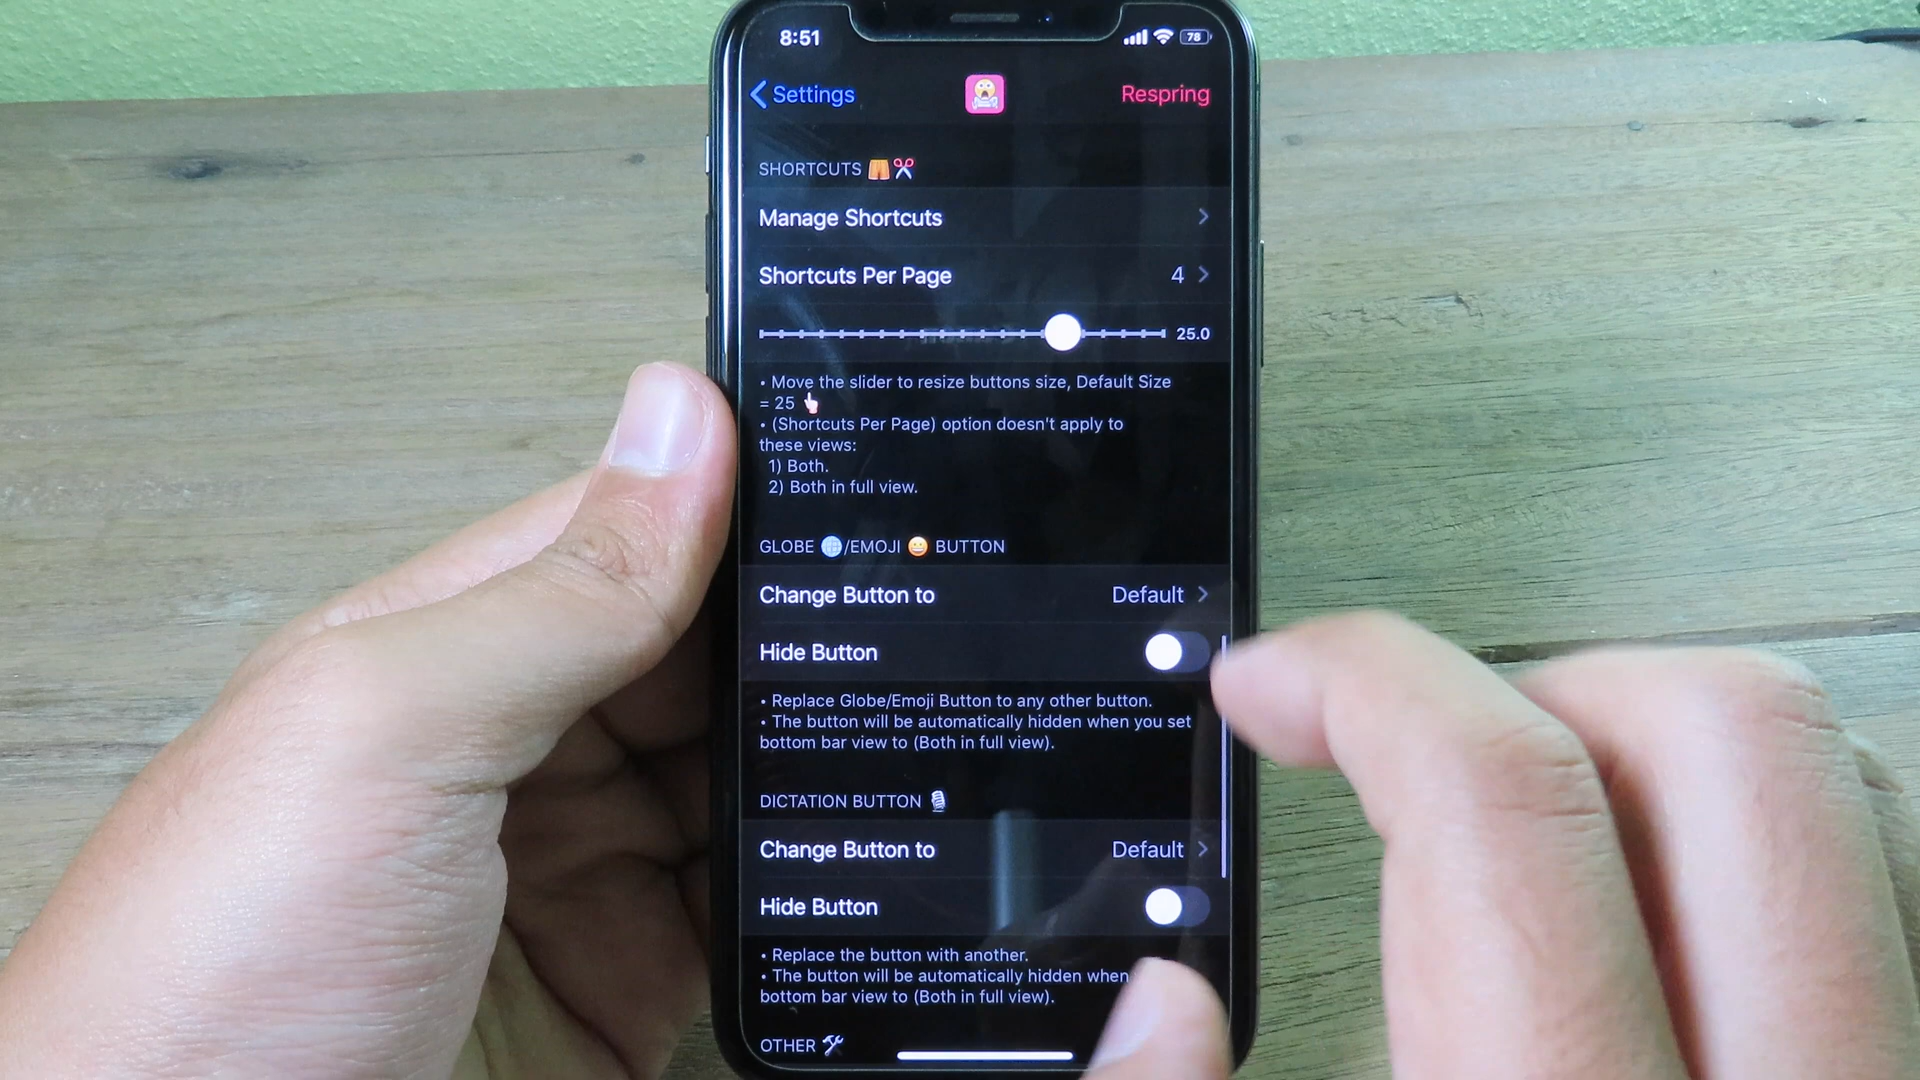 8:51
78
Settings
Respring
SHORTCUTS 🩳✂️
Manage Shortcuts
Shortcuts Per Page 4
25.0
• Move the slider to resize buttons size, Default Size
= 25 👆🏻
• (Shortcuts Per Page) option doesn't apply to
these views:
1) Both.
2) Both in full view.
GLOBE 🌐/EMOJI 😀 BUTTON
Change Button to Default
Hide Button
• Replace Globe/Emoji Button to any other button.
• The button will be automatically hidden when you set
bottom bar view to (Both in full view).
DICTATION BUTTON 🎙
Change Button to Default
Hide Button
• Replace the button with another.
• The button will be automatically hidden when
bottom bar view to (Both in full view).
OTHER 🛠